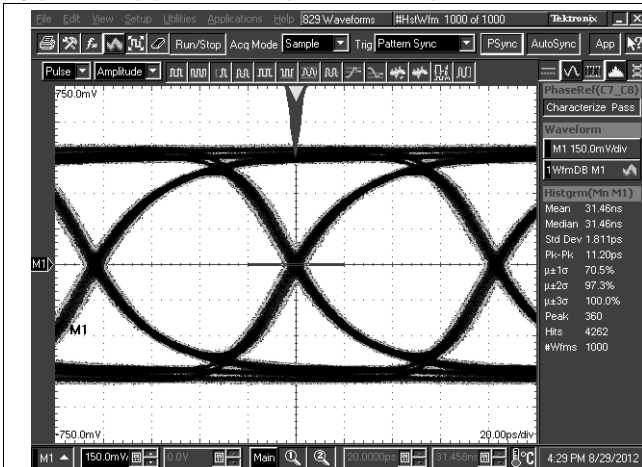 File Edit View Setup Utilities Applications Help 829 Waveforms #HstWfm 1000 of 1000 Tektronix
Run/Stop Acq Mode Sample Trig Pattern Sync PSync AutoSync App
Pulse Amplitude
750.0mV
PhaseRef(C7_C8)
Characterize Pass
Waveform
M1 150.0mV/div
1WfmDB M1
Histgrm(Mn M1)
Mean 31.46ns
Median 31.46ns
Std Dev 1.811ps
Pk-Pk 11.20ps
µ±1σ 70.5%
µ±2σ 97.3%
µ±3σ 100.0%
Peak 360
Hits 4262
#Wfms 1000
M1
M1
-750.0mV
20.00ps/div
M1 150.0mV/ 0.0V Main 1 2 20.0000ps 31.458ns °C 4:29 PM 8/29/2012